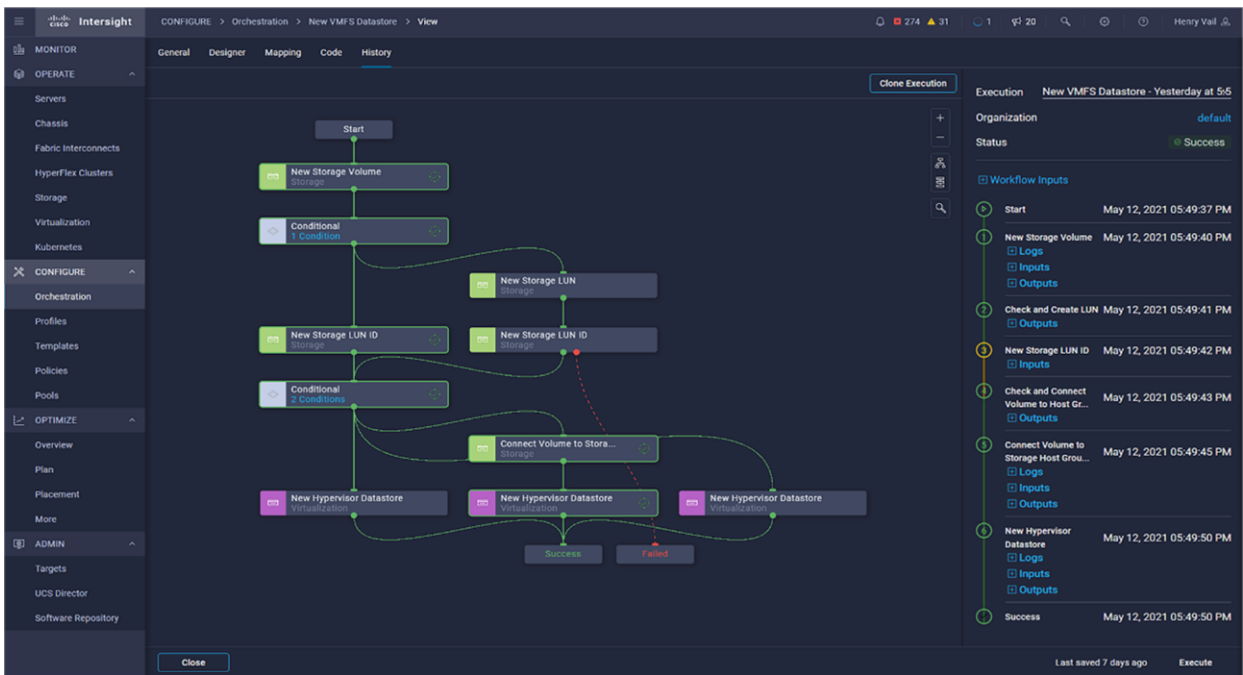 cisco Intersight
CONFIGURE > Orchestration > New VMFS Datastore > View
274 31 1 20 Henry Vail
MONITOR
OPERATE
Servers
Chassis
Fabric Interconnects
HyperFlex Clusters
Storage
Virtualization
Kubernetes
CONFIGURE
Orchestration
Profiles
Templates
Policies
Pools
OPTIMIZE
Overview
Plan
Placement
More
ADMIN
Targets
UCS Director
Software Repository
General Designer Mapping Code History
Clone Execution
Start
New Storage Volume
Storage
Conditional
1 Condition
New Storage LUN
Storage
New Storage LUN ID
Storage
New Storage LUN ID
Storage
Conditional
2 Conditions
Connect Volume to Stora...
Storage
New Hypervisor Datastore
Virtualization
New Hypervisor Datastore
Virtualization
New Hypervisor Datastore
Virtualization
Success
Failed
Execution New VMFS Datastore - Yesterday at 5:5
Organization default
Status Success
Workflow Inputs
Start May 12, 2021 05:49:37 PM
1 New Storage Volume May 12, 2021 05:49:40 PM
Logs
Inputs
Outputs
2 Check and Create LUN May 12, 2021 05:49:41 PM
Outputs
3 New Storage LUN ID May 12, 2021 05:49:42 PM
Inputs
4 Check and Connect
Volume to Host Gr... May 12, 2021 05:49:43 PM
Outputs
5 Connect Volume to
Storage Host Grou... May 12, 2021 05:49:45 PM
Logs
Inputs
Outputs
6 New Hypervisor
Datastore May 12, 2021 05:49:50 PM
Logs
Inputs
Outputs
Success May 12, 2021 05:49:50 PM
Close
Last saved 7 days ago Execute